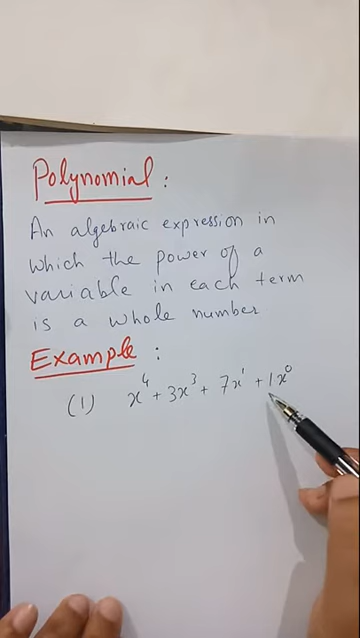 Polynomial :
An algebraic expression in
which the power of a
variable in each term
is a whole number
Example :
(1) x⁴ + 3x³ + 7x¹ + 1x⁰